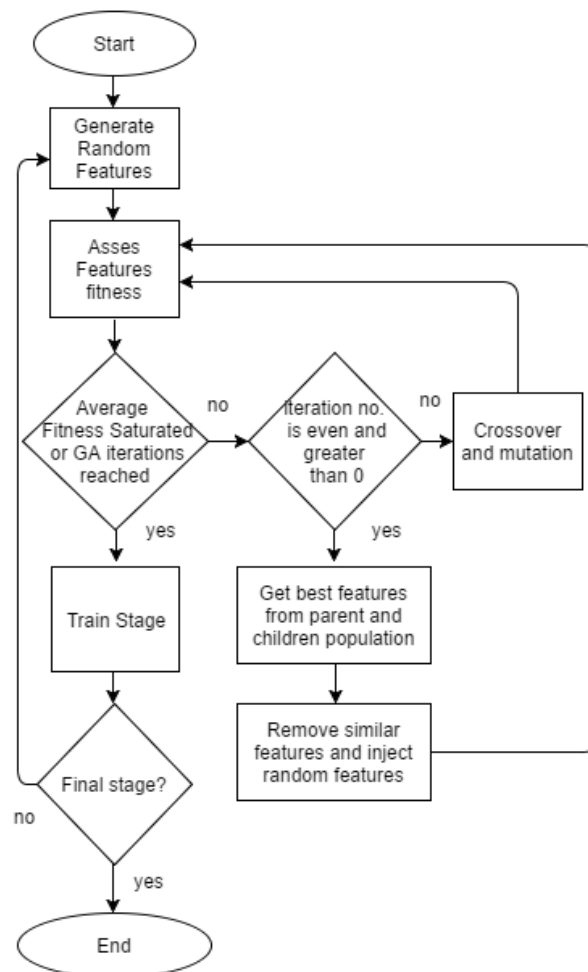 Start
Generate
Random
Features
Asses
Features
fitness
Average
Fitness Saturated
or GA iterations
reached
no
Iteration no.
is even and
greater
than 0
no
Crossover
and mutation
yes
yes
Train Stage
Get best features
from parent and
children population
Remove similar
features and inject
random features
Final stage?
no
yes
End